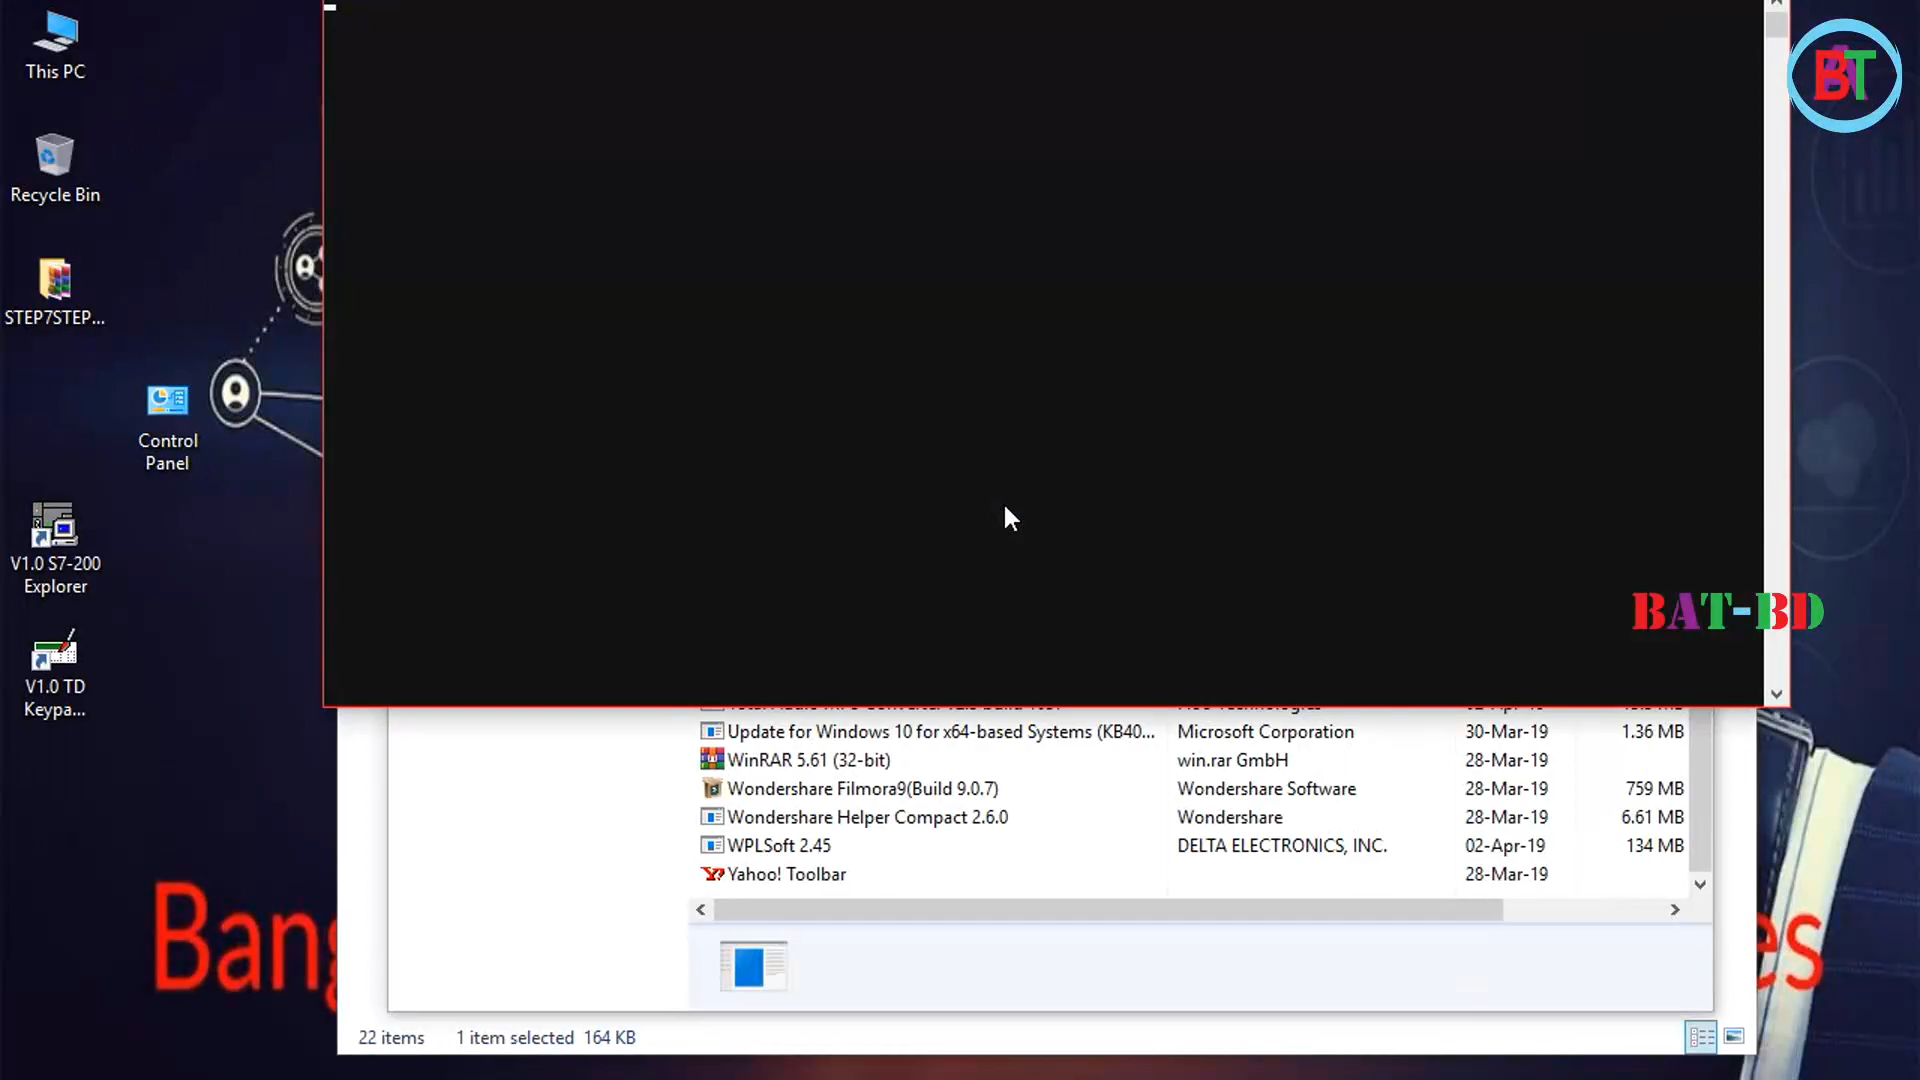 This PC
Recycle Bin
STEP7STEP...
Control
Panel
V1.0 S7-200
Explorer
V1.0 TD
Keypa...
BT
BAT-BD
Update for Windows 10 for x64-based Systems (KB40... Microsoft Corporation 30-Mar-19 1.36 MB
WinRAR 5.61 (32-bit) win.rar GmbH 28-Mar-19
Wondershare Filmora9(Build 9.0.7) Wondershare Software 28-Mar-19 759 MB
Wondershare Helper Compact 2.6.0 Wondershare 28-Mar-19 6.61 MB
WPLSoft 2.45 DELTA ELECTRONICS, INC. 02-Apr-19 134 MB
Yahoo! Toolbar 28-Mar-19
Bang
es
22 items 1 item selected 164 KB